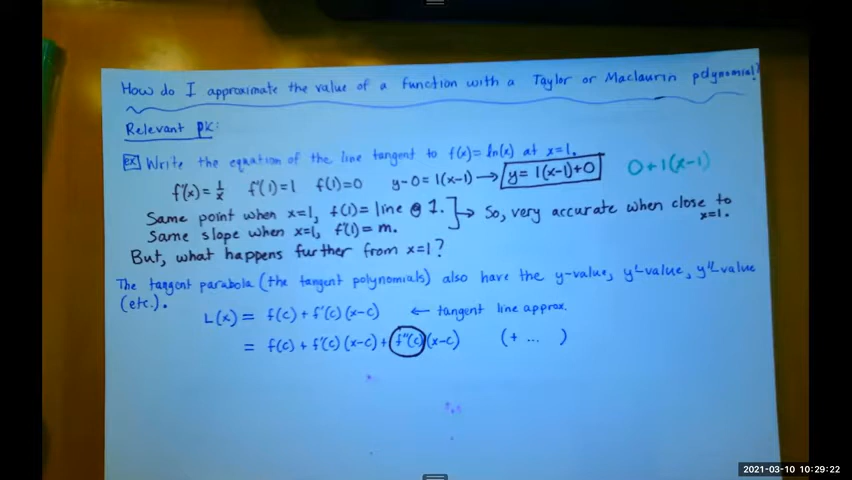 How do I approximate the value of a function with a Taylor or Maclaurin polynomial?
Relevant PK:
ex Write the equation of the line tangent to f(x)= ln(x) at x=1.
f'(x)= 1/x f'(1)=1 f(1)=0 y-0=1(x-1) → y= 1(x-1)+0 0+1(x-1)
Same point when x=1, f(1)= line @ 1.
Same slope when x=1, f'(1)= m.
→ So, very accurate when close to x=1.
But, what happens further from x=1?
The tangent parabola (the tangent polynomials) also have the y-value, y'-value, y''-value
(etc.).
L(x) = f(c) + f'(c)(x-c) ← tangent line approx.
= f(c) + f'(c)(x-c) + f''(c)(x-c) (+ ... )
2021-03-10 10:29:22